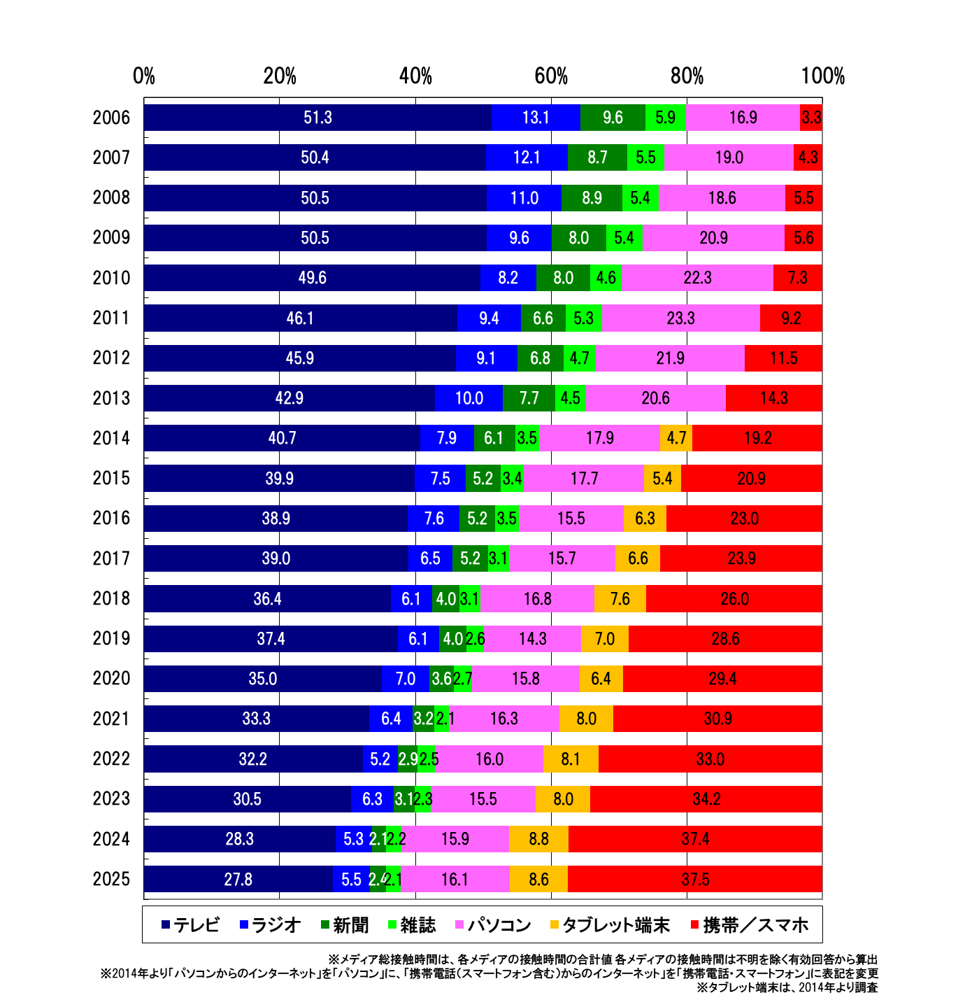 0% 20% 40% 60% 80% 100%
2006 51.3 13.1 9.6 5.9 16.9 3.3
2007 50.4 12.1 8.7 5.5 19.0 4.3
2008 50.5 11.0 8.9 5.4 18.6 5.5
2009 50.5 9.6 8.0 5.4 20.9 5.6
2010 49.6 8.2 8.0 4.6 22.3 7.3
2011 46.1 9.4 6.6 5.3 23.3 9.2
2012 45.9 9.1 6.8 4.7 21.9 11.5
2013 42.9 10.0 7.7 4.5 20.6 14.3
2014 40.7 7.9 6.1 3.5 17.9 4.7 19.2
2015 39.9 7.5 5.2 3.4 17.7 5.4 20.9
2016 38.9 7.6 5.2 3.5 15.5 6.3 23.0
2017 39.0 6.5 5.2 3.1 15.7 6.6 23.9
2018 36.4 6.1 4.0 3.1 16.8 7.6 26.0
2019 37.4 6.1 4.0 2.6 14.3 7.0 28.6
2020 35.0 7.0 3.6 2.7 15.8 6.4 29.4
2021 33.3 6.4 3.2 2.1 16.3 8.0 30.9
2022 32.2 5.2 2.9 2.5 16.0 8.1 33.0
2023 30.5 6.3 3.1 2.3 15.5 8.0 34.2
2024 28.3 5.3 2.1 2.2 15.9 8.8 37.4
2025 27.8 5.5 2.4 2.1 16.1 8.6 37.5
テレビ ラジオ 新聞 雑誌 パソコン タブレット端末 携帯／スマホ
※メディア総接触時間は、各メディアの接触時間の合計値 各メディアの接触時間は不明を除く有効回答から算出
※2014年より「パソコンからのインターネット」を「パソコン」に、「携帯電話（スマートフォン含む）からのインターネット」を「携帯電話・スマートフォン」に表記を変更
※タブレット端末は、2014年より調査